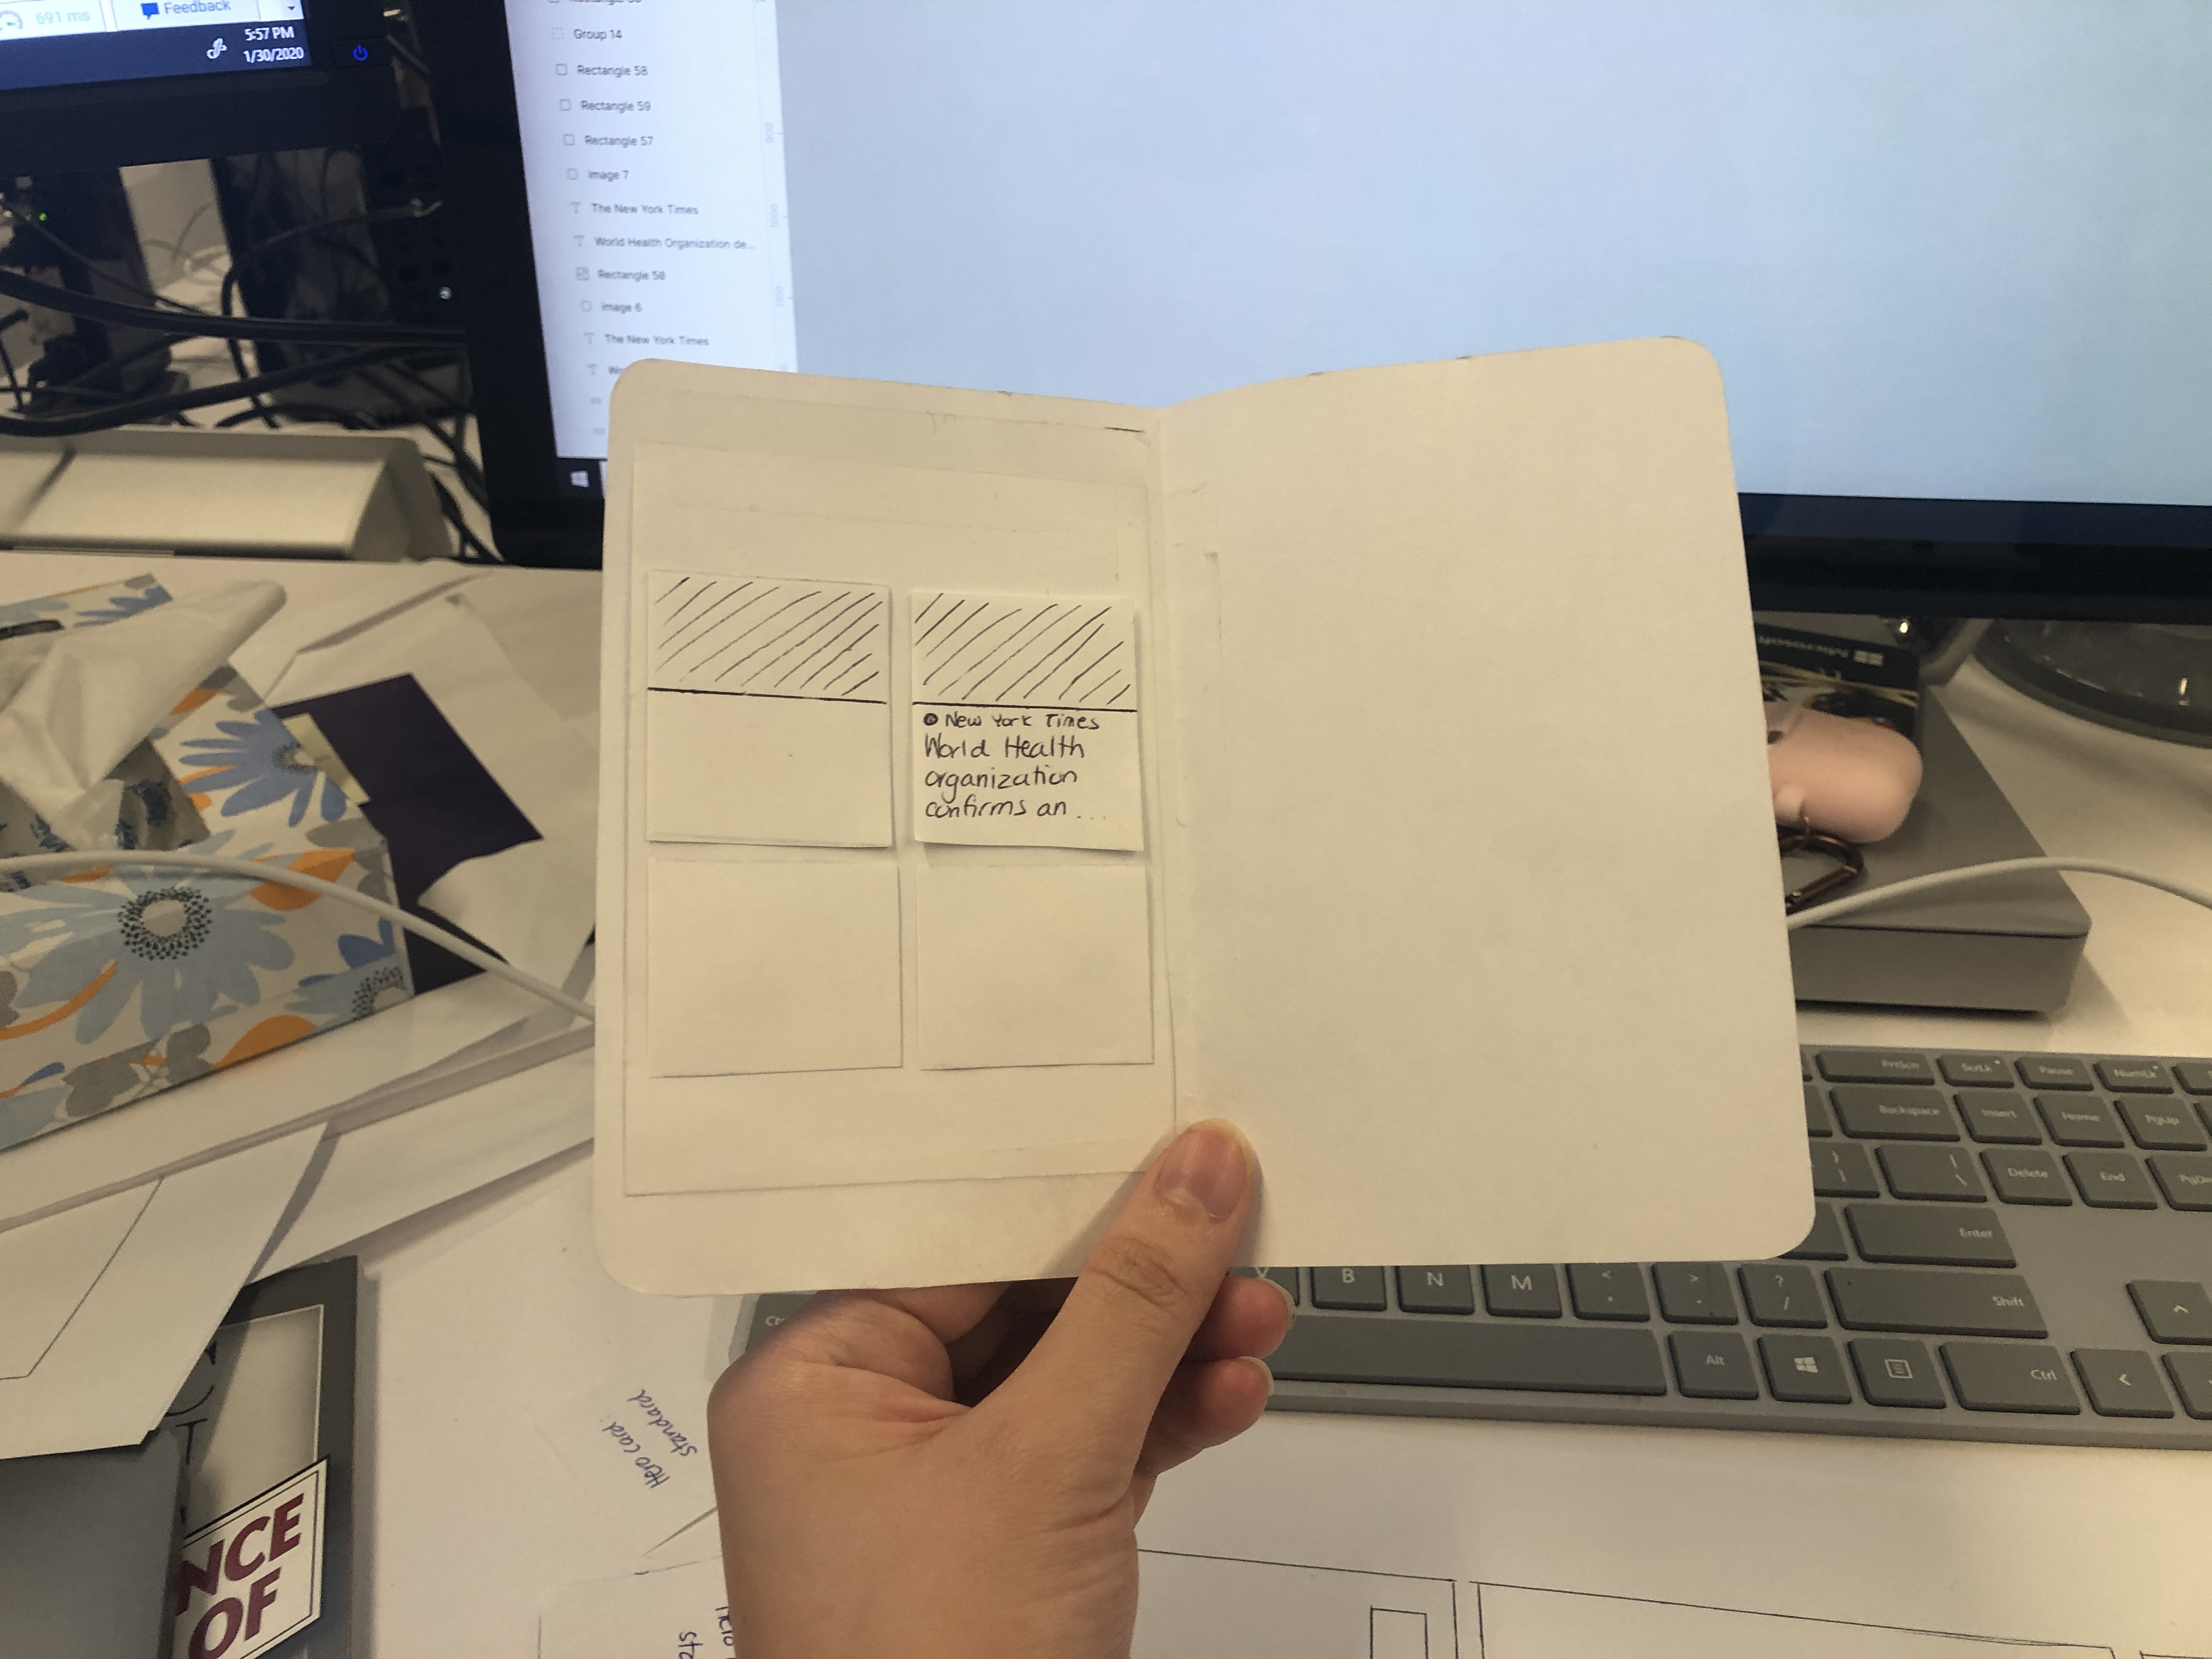 691 ms
Feedback
5:57 PM
1/30/2020
Group 14
Rectangle 58
Rectangle 59
Rectangle 57
Image 7
The New York Times
World Health Organization de...
Rectangle 50
Image 6
The New York Times
New York Times
World Health
organization
confirms an ...
Microsoft
PrtScn
ScrLk
Pause
NumLk
Backspace
Insert
Home
PgUp
}
]
|
\
Delete
End
Enter
B
N
M
<
,
>
.
?
/
Shift
Alt
Ctrl
Hero card:
standard
NCE
OF